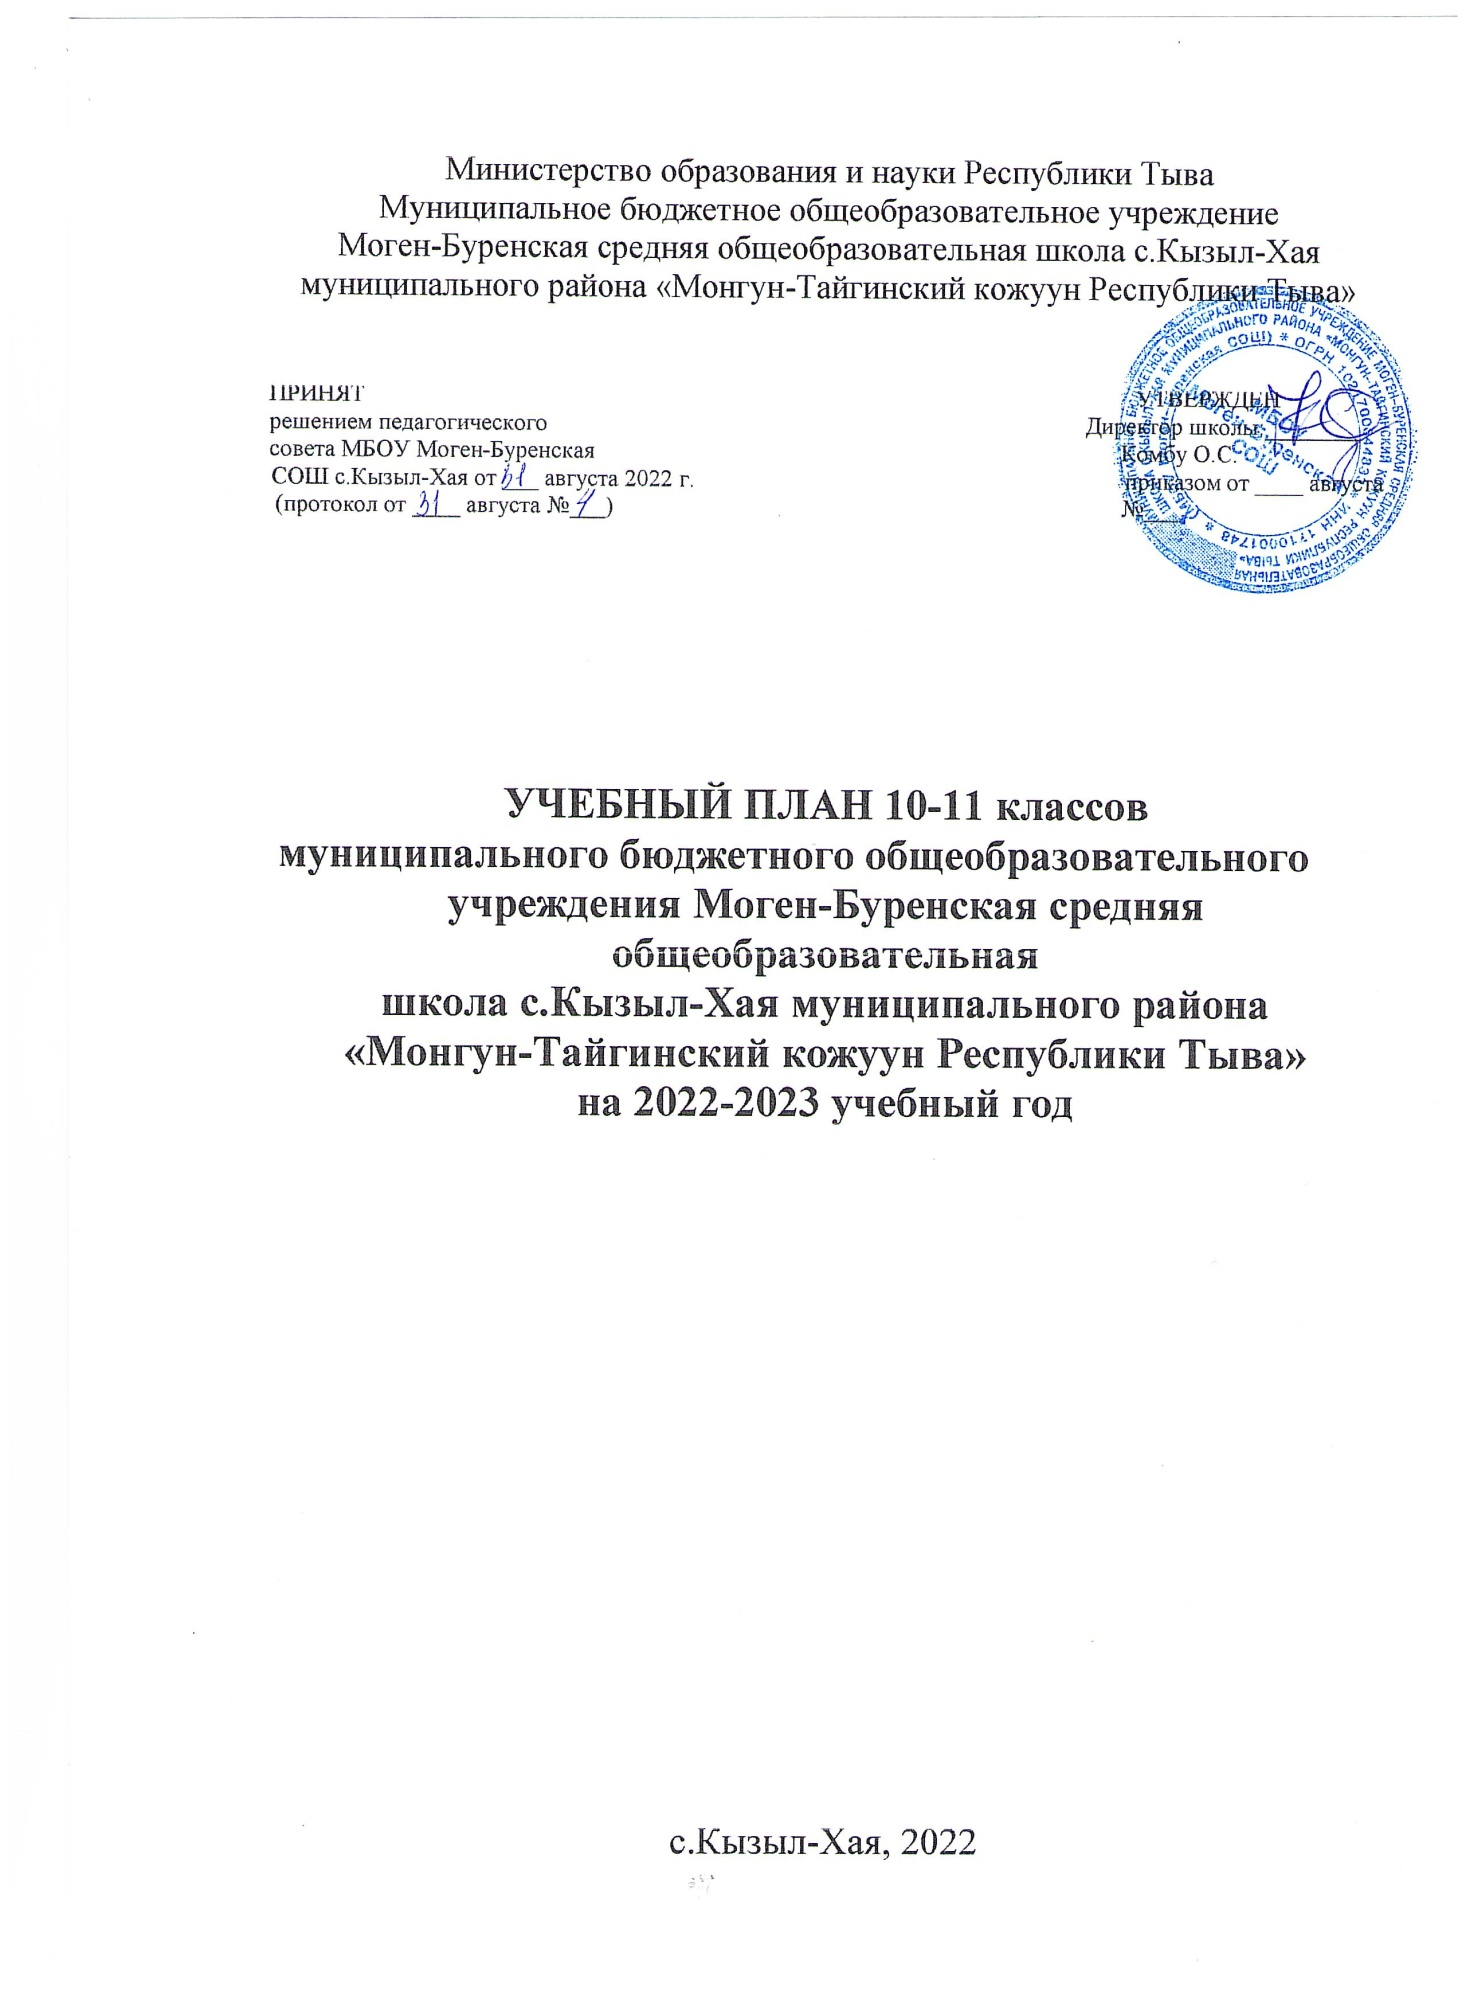 Министерство образования и науки Республики Тыва
Муниципальное бюджетное общеобразовательное учреждение
Моген-Буренская средняя общеобразовательная школа с.Кызыл-Хая
муниципального района «Монгун-Тайгинский кожуун Республики Тыва»
ПРИНЯТ
решением педагогического
совета МБОУ Моген-Буренская
СОШ с.Кызыл-Хая от 31 августа 2022 г.
(протокол от 31 августа № )
УТВЕРЖДЕН
Директор школы:
Комбу О.С.
приказом от ____ августа
№
МБОУ
Моген-Буренская
СОШ
УЧЕБНЫЙ ПЛАН 10-11 классов
муниципального бюджетного общеобразовательного
учреждения Моген-Буренская средняя
общеобразовательная
школа с.Кызыл-Хая муниципального района
«Монгун-Тайгинский кожуун Республики Тыва»
на 2022-2023 учебный год
с.Кызыл-Хая, 2022